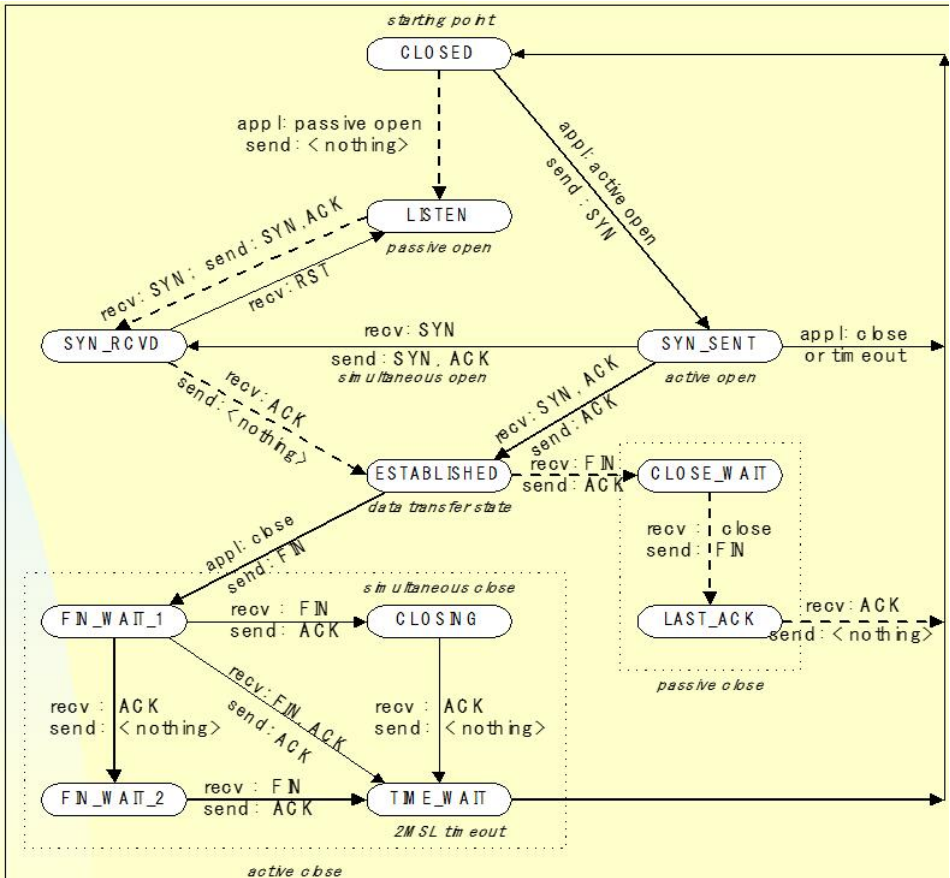 starting point
CLOSED
appl: passive open
send: <nothing>
appl: active open
send: SYN
LISTEN
passive open
recv: SYN; send: SYN,ACK
recv: RST
SYN_RCVD
recv: SYN
send: SYN, ACK
simultaneous open
SYN_SENT
active open
appl: close
or timeout
recv: ACK
send: <nothing>
recv: SYN, ACK
send: ACK
ESTABLISHED
data transfer state
recv: FIN
send: ACK
CLOSE_WAIT
recv : close
send: FIN
LAST_ACK
passive close
recv: ACK
send: <nothing>
appl: close
send: FIN
simultaneous close
FIN_WAIT_1
recv : FIN
send: ACK
CLOSING
recv : ACK
send: <nothing>
recv: FIN, ACK
send: ACK
recv : ACK
send: <nothing>
FIN_WAIT_2
recv : FIN
send: ACK
TIME_WAIT
2MSL timeout
active close